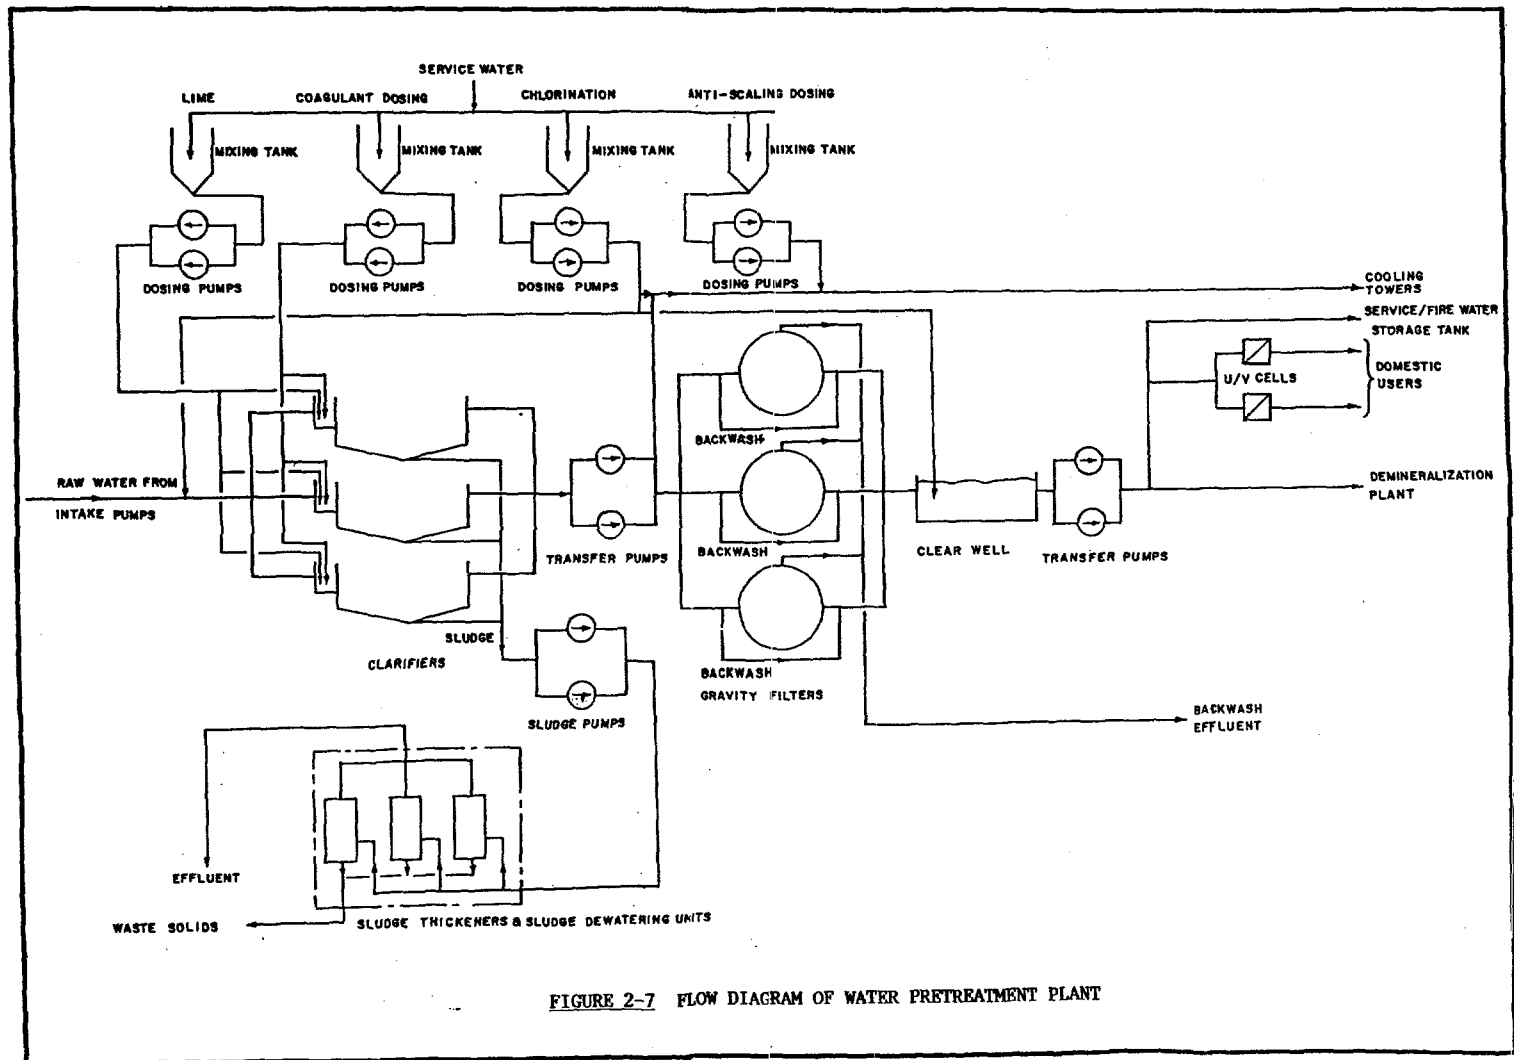 SERVICE WATER
LIME
COAGULANT DOSING
CHLORINATION
ANTI-SCALING DOSING
MIXING TANK
MIXING TANK
MIXING TANK
MIXING TANK
DOSING PUMPS
DOSING PUMPS
DOSING PUMPS
DOSING PUMPS
COOLING
TOWERS
SERVICE/FIRE WATER
STORAGE TANK
U/V CELLS
DOMESTIC
USERS
BACKWASH
RAW WATER FROM
INTAKE PUMPS
DEMINERALIZATION
PLANT
TRANSFER PUMPS
BACKWASH
CLEAR WELL
TRANSFER PUMPS
SLUDGE
CLARIFIERS
BACKWASH
GRAVITY FILTERS
SLUDGE PUMPS
BACKWASH
EFFLUENT
EFFLUENT
WASTE SOLIDS
SLUDGE THICKENERS & SLUDGE DEWATERING UNITS
FIGURE 2-7 FLOW DIAGRAM OF WATER PRETREATMENT PLANT